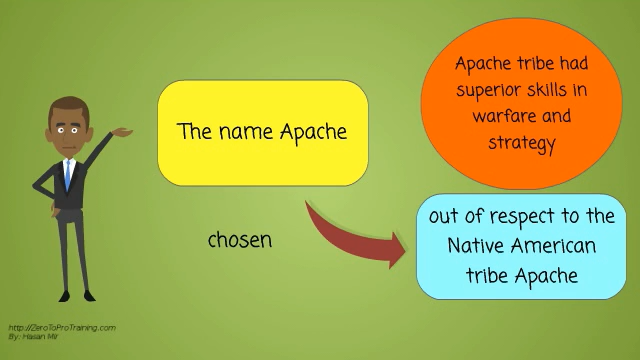 The name Apache
chosen
Apache tribe had
superior skills in
warfare and
strategy
out of respect to the
Native American
tribe Apache
http://ZeroToProTraining.com
By: Hasan Mir